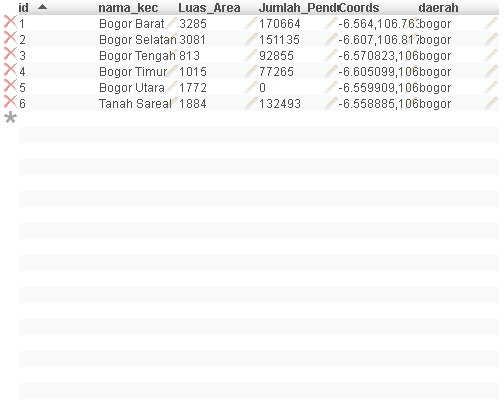 id nama_kec Luas_Area Jumlah_Pend Coords daerah
1 Bogor Barat 3285 170664 -6.564,106.763 bogor
2 Bogor Selatan 3081 151135 -6.607,106.817 bogor
3 Bogor Tengah 813 92855 -6.570823,106 bogor
4 Bogor Timur 1015 77265 -6.605099,106 bogor
5 Bogor Utara 1772 0 -6.559909,106 bogor
6 Tanah Sareal 1884 132493 -6.558885,106 bogor